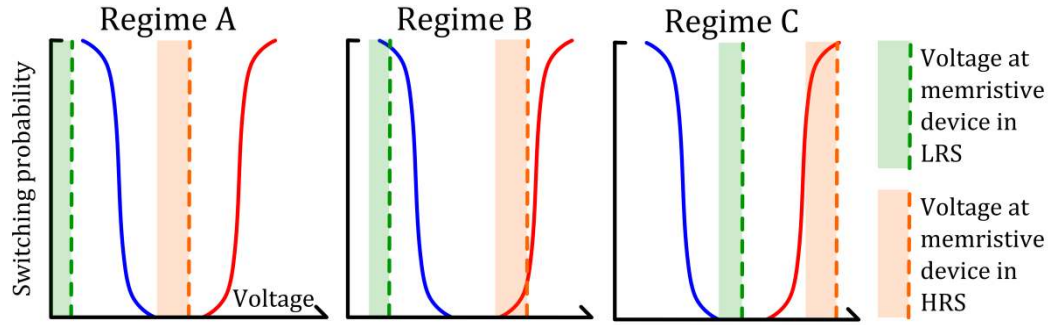 Regime A
Regime B
Regime C
Switching probability
Voltage
Voltage at
memristive
device in
LRS
Voltage at
memristive
device in
HRS